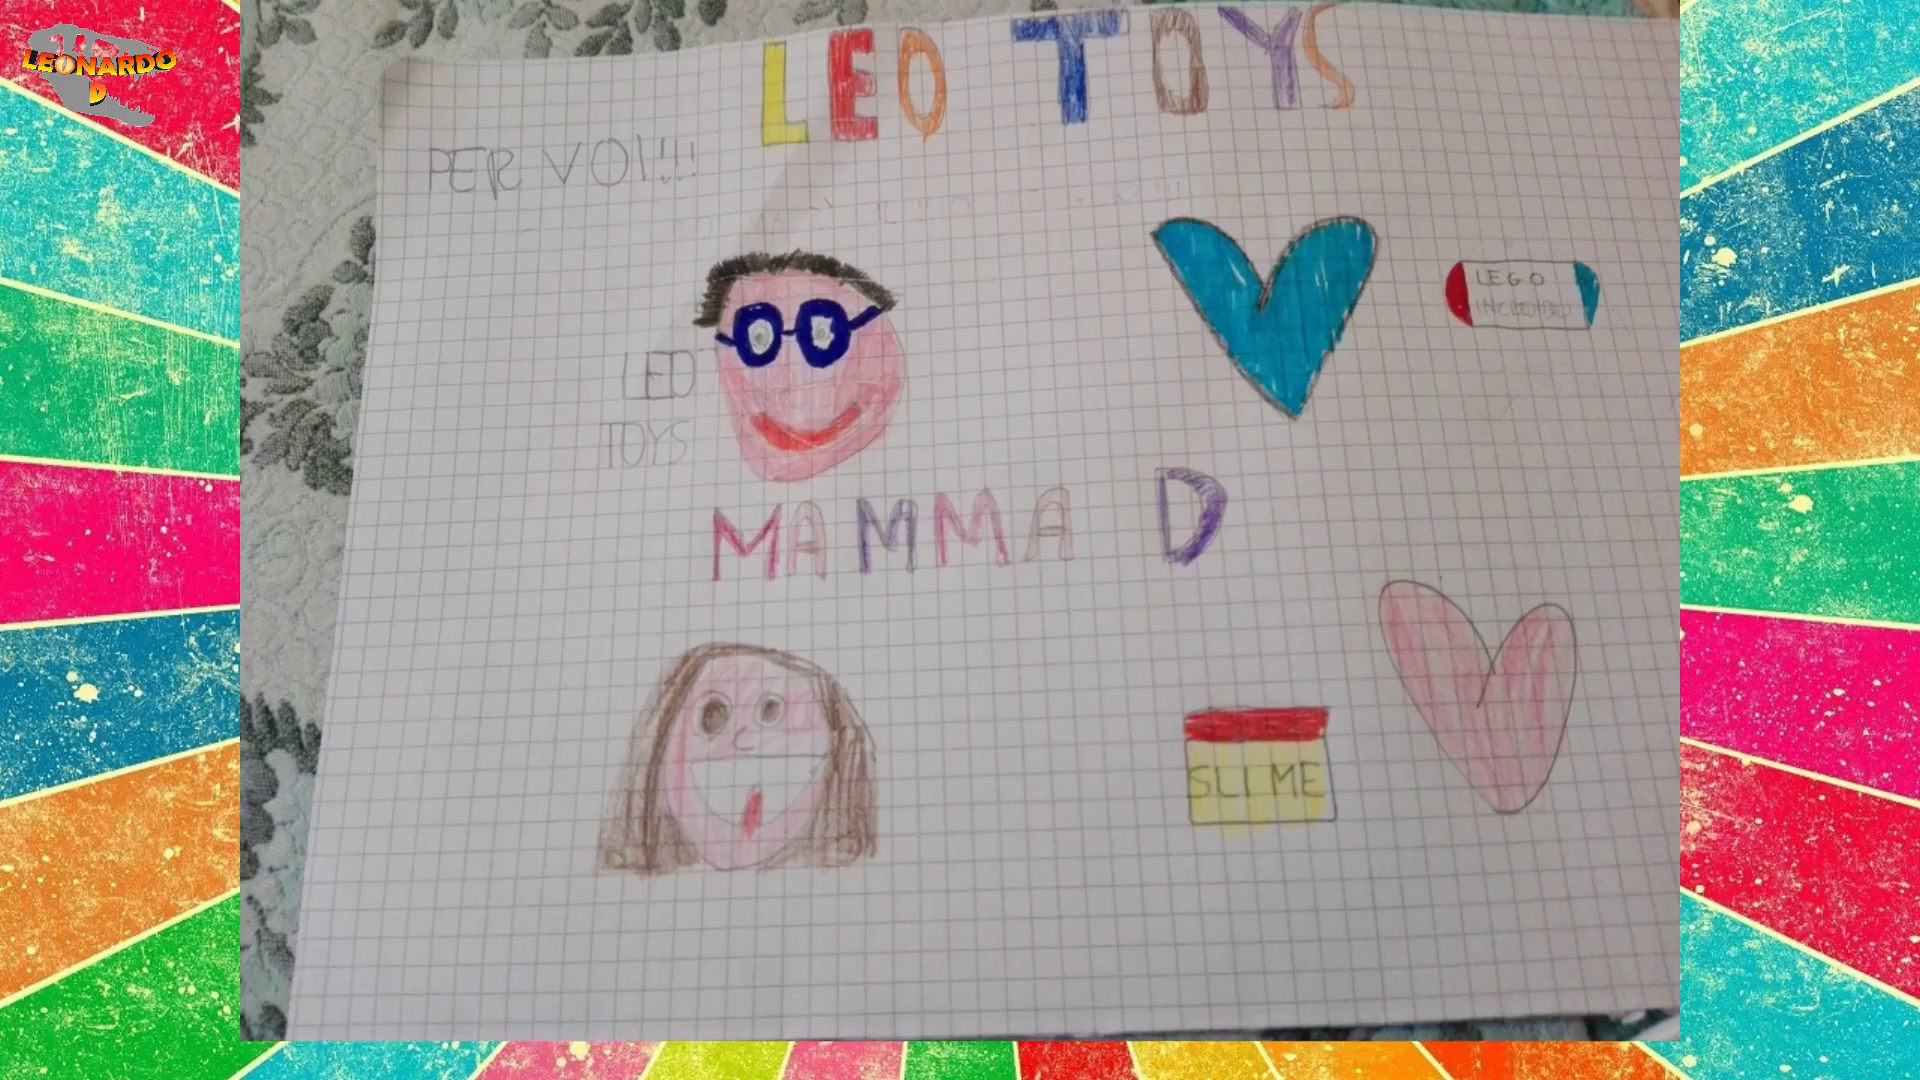 LEONARDO
D
LEO TOYS
PER VOI!!!
LEGO
LEO
TOYS
MAMMA D
SLIME